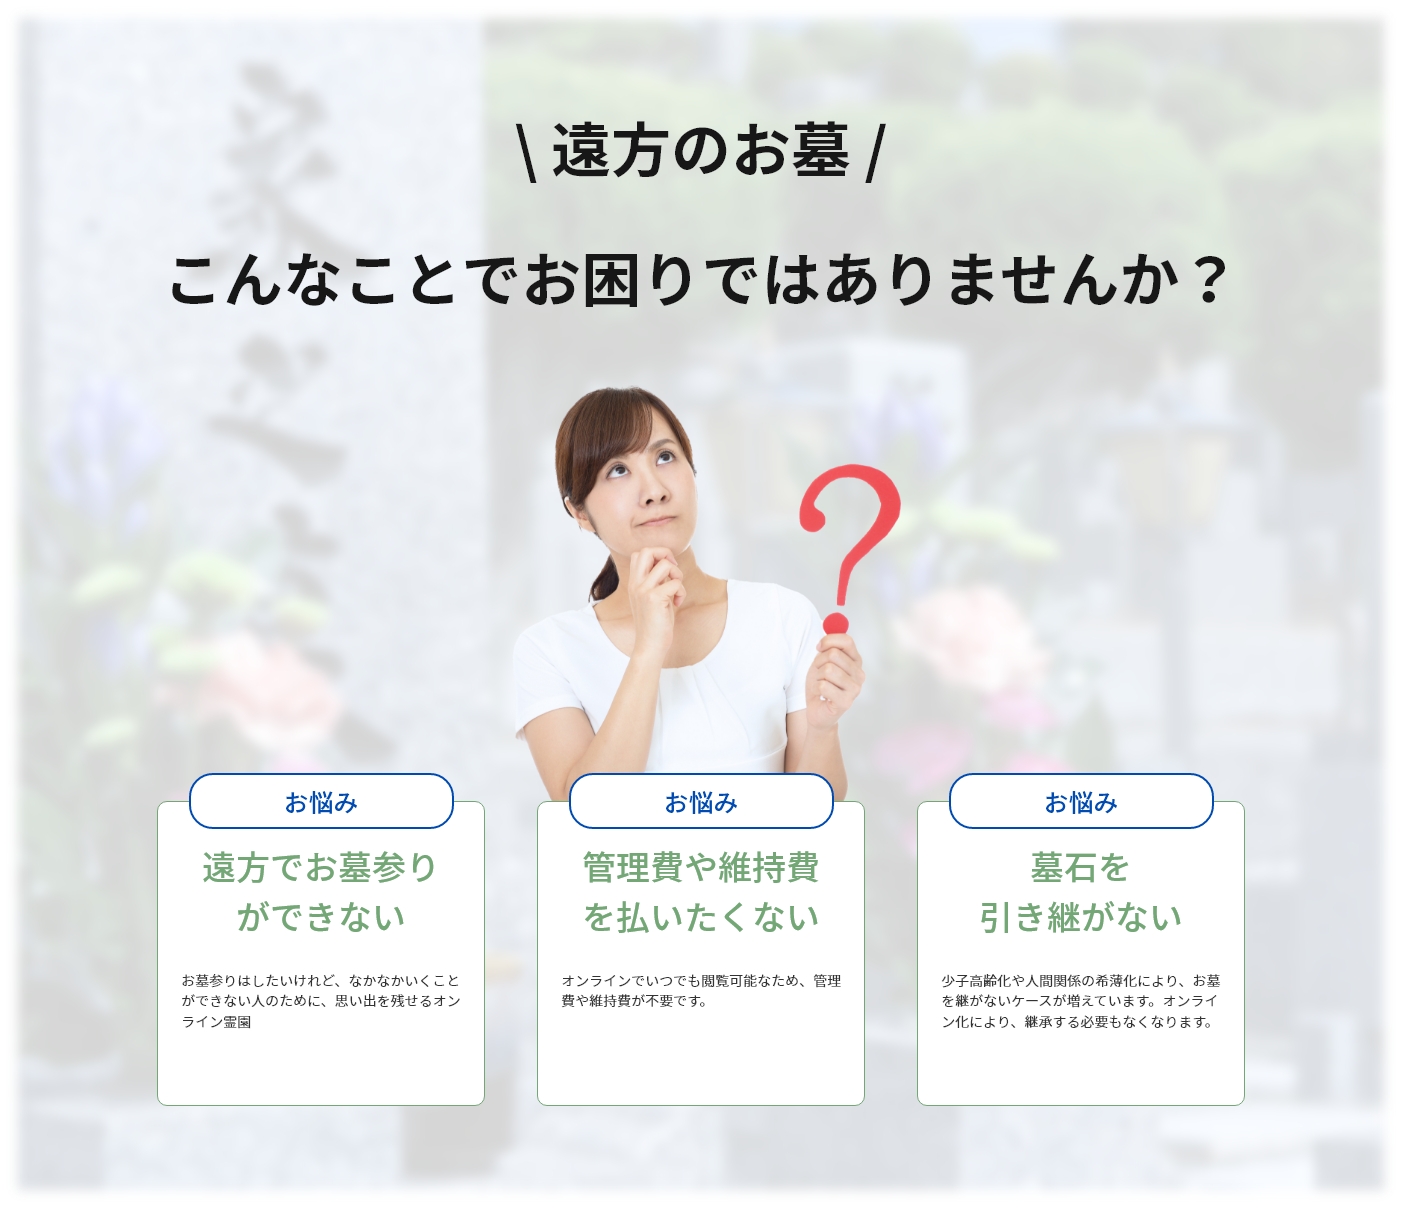 \ 遠方のお墓 /
こんなことでお困りではありませんか？
お悩み
遠方でお墓参り
ができない
お墓参りはしたいけれど、なかなかいくこと
ができない人のために、思い出を残せるオン
ライン霊園
お悩み
管理費や維持費
を払いたくない
オンラインでいつでも閲覧可能なため、管理
費や維持費が不要です。
お悩み
墓石を
引き継がない
少子高齢化や人間関係の希薄化により、お墓
を継がないケースが増えています。オンライ
ン化により、継承する必要もなくなります。